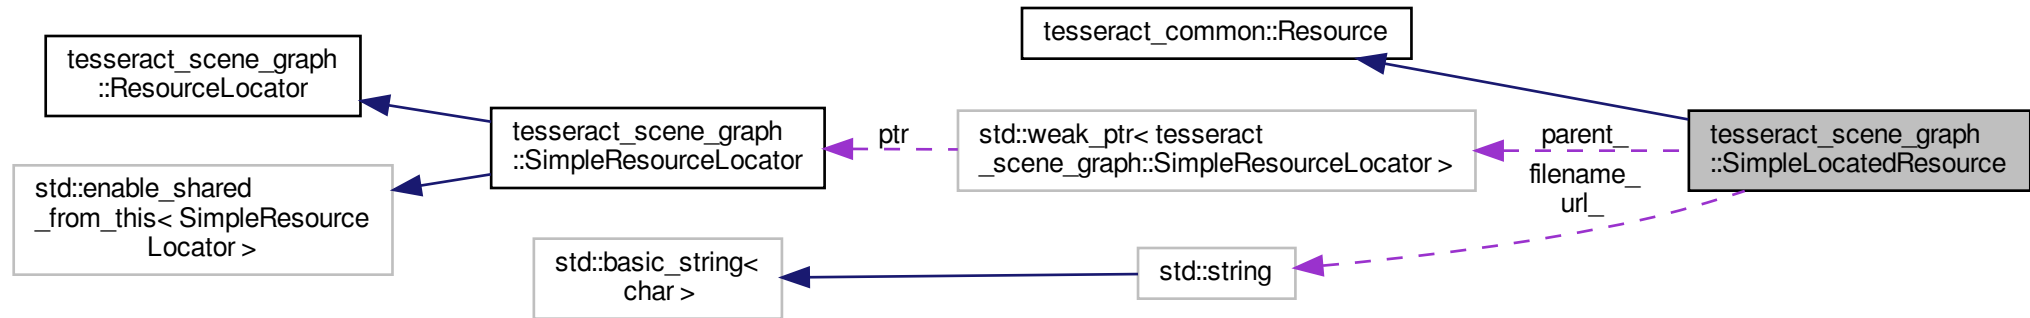 tesseract_scene_graph
::ResourceLocator
std::enable_shared
_from_this< SimpleResource
Locator >
tesseract_scene_graph
::SimpleResourceLocator
std::basic_string<
char >
ptr
tesseract_common::Resource
std::weak_ptr< tesseract
_scene_graph::SimpleResourceLocator >
std::string
parent_
filename_
url_
tesseract_scene_graph
::SimpleLocatedResource